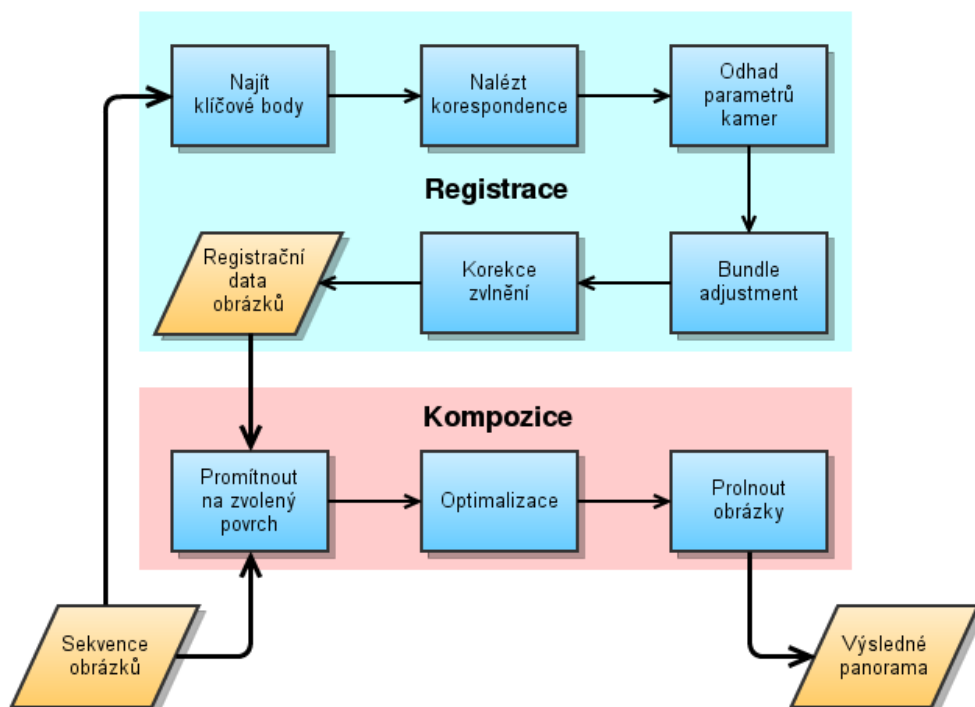 Najít
klíčové body
Nalézt
korespondence
Odhad
parametrů
kamer
Registrace
Registrační
data
obrázků
Korekce
zvlnění
Bundle
adjustment
Kompozice
Promítnout
na zvolený
povrch
Optimalizace
Prolnout
obrázky
Sekvence
obrázků
Výsledné
panorama